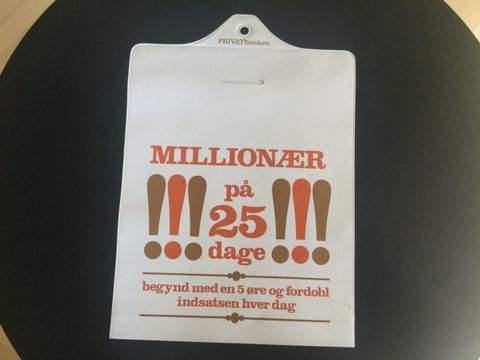 PRIVATbanken
MILLIONÆR
!!! på !!!
25
dage
begynd med en 5 øre og fordobl
indsatsen hver dag